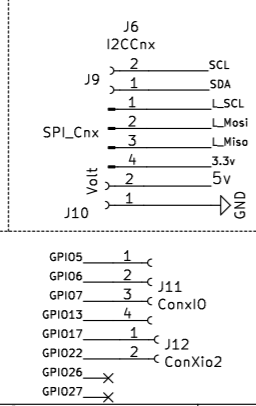 J6
I2CCnx
2 SCL
J9
1 SDA
1 L_SCL
2 L_Mosi
SPI_Cnx
3 L_Miso
4 3.3v
Volt
2 5v
1 GND
J10
GPIO5 1
GPIO6 2
J11
GPIO7 3
ConxIO
GPIO13 4
GPIO17 1
J12
GPIO22 2
ConXio2
GPIO26
GPIO27